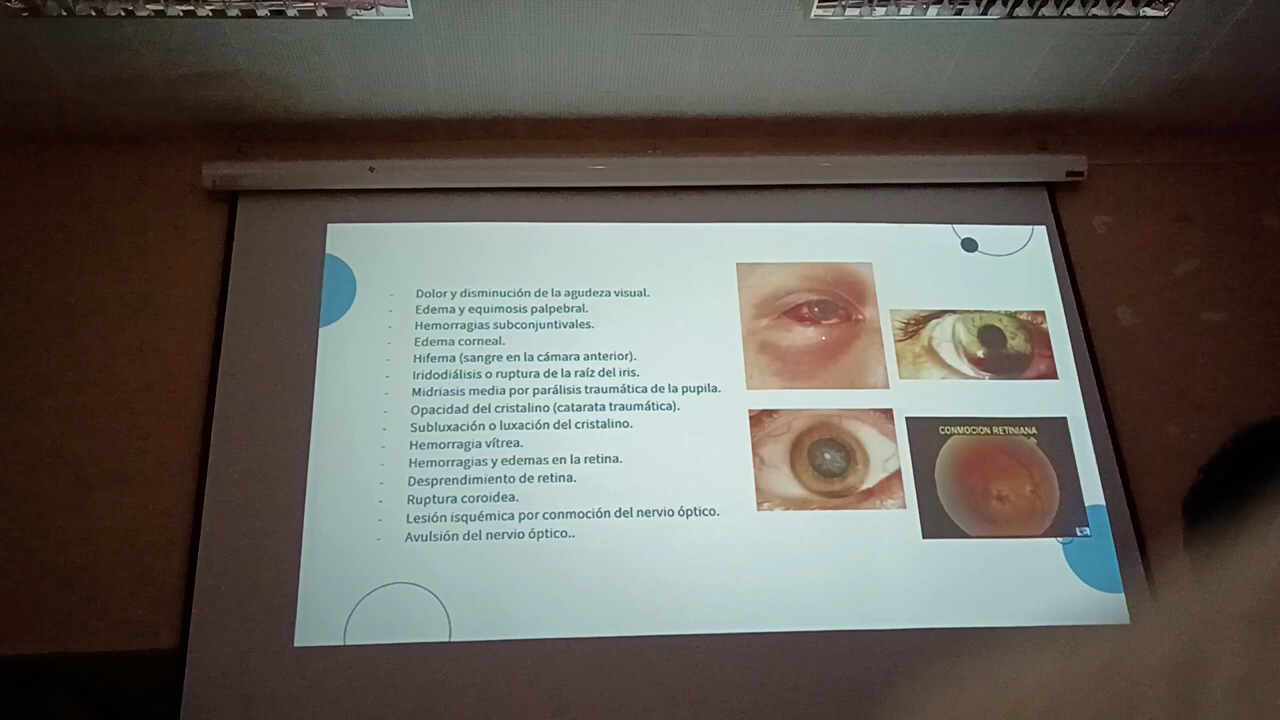 - Dolor y disminución de la agudeza visual.
- Edema y equimosis palpebral.
- Hemorragias subconjuntivales.
- Edema corneal.
- Hifema (sangre en la cámara anterior).
- Iridodiálisis o ruptura de la raíz del iris.
- Midriasis media por parálisis traumática de la pupila.
- Opacidad del cristalino (catarata traumática).
- Subluxación o luxación del cristalino.
- Hemorragia vítrea.
- Hemorragias y edemas en la retina.
- Desprendimiento de retina.
- Ruptura coroidea.
- Lesión isquémica por conmoción del nervio óptico.
- Avulsión del nervio óptico..
CONMOCION RETINIANA